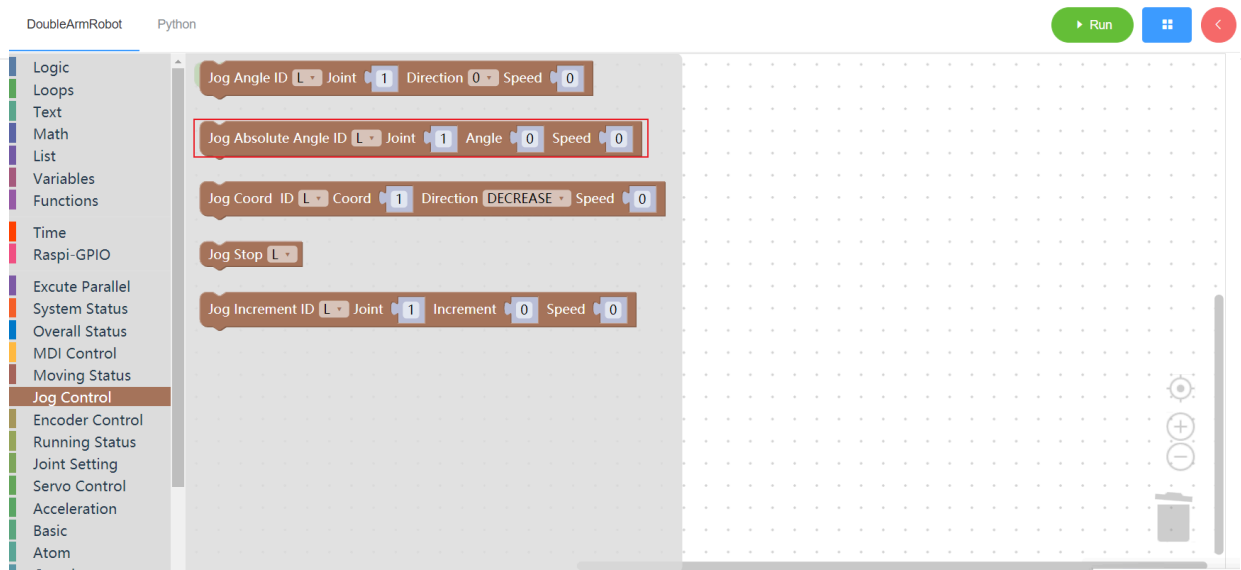 DoubleArmRobot Python Run
Logic
Loops
Text
Math
List
Variables
Functions
Time
Raspi-GPIO
Excute Parallel
System Status
Overall Status
MDI Control
Moving Status
Jog Control
Encoder Control
Running Status
Joint Setting
Servo Control
Acceleration
Basic
Atom
Jog Angle ID L Joint 1 Direction 0 Speed 0
Jog Absolute Angle ID L Joint 1 Angle 0 Speed 0
Jog Coord ID L Coord 1 Direction DECREASE Speed 0
Jog Stop L
Jog Increment ID L Joint 1 Increment 0 Speed 0